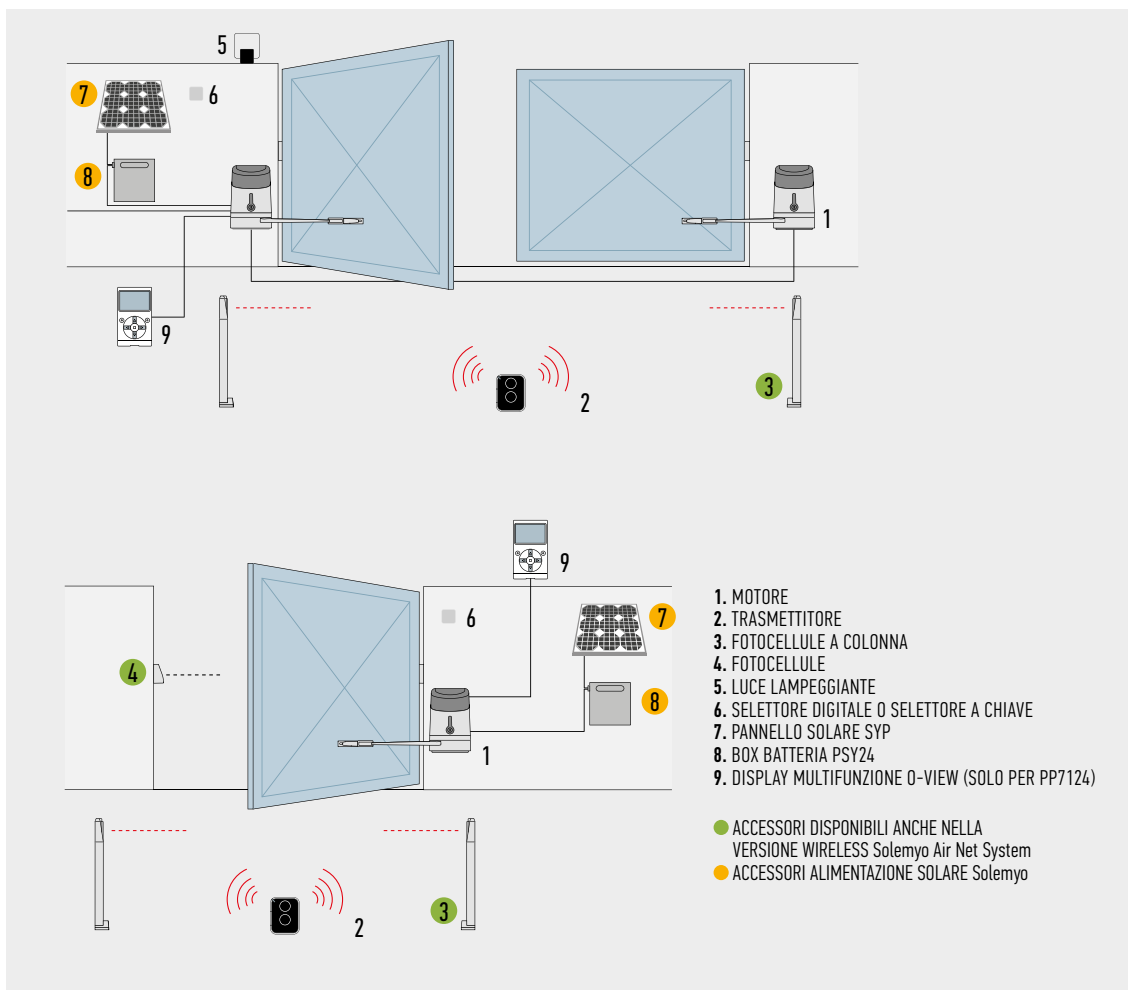 5
7
6
8
1
9
2
3
9
6
7
4
8
1
2
3
1. MOTORE
2. TRASMETTITORE
3. FOTOCELLULE A COLONNA
4. FOTOCELLULE
5. LUCE LAMPEGGIANTE
6. SELETTORE DIGITALE O SELETTORE A CHIAVE
7. PANNELLO SOLARE SYP
8. BOX BATTERIA PSY24
9. DISPLAY MULTIFUNZIONE O-VIEW (SOLO PER PP7124)
ACCESSORI DISPONIBILI ANCHE NELLA
VERSIONE WIRELESS Solemyo Air Net System
ACCESSORI ALIMENTAZIONE SOLARE Solemyo